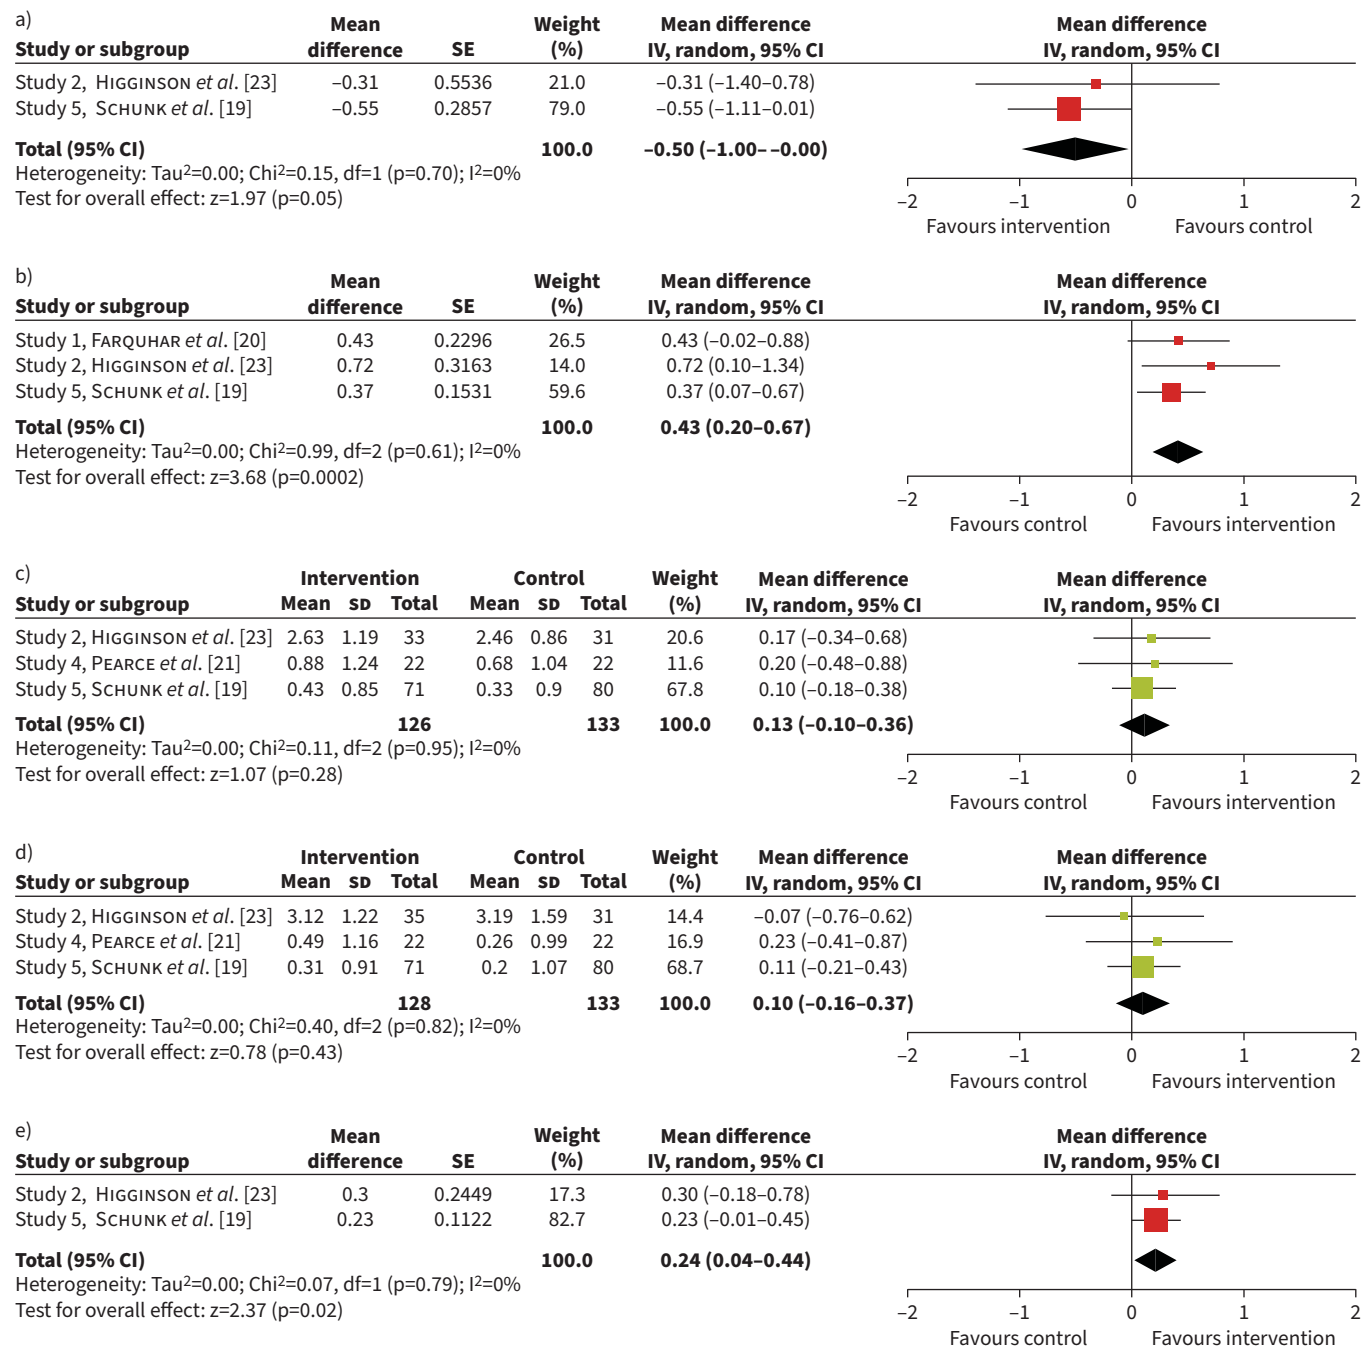 a)
Mean Weight Mean difference Mean difference
Study or subgroup difference SE (%) IV, random, 95% CI IV, random, 95% CI
Study 2, HIGGINSON et al. [23] –0.31 0.5536 21.0 –0.31 (–1.40–0.78)
Study 5, SCHUNK et al. [19] –0.55 0.2857 79.0 –0.55 (–1.11–0.01)
Total (95% CI) 100.0 –0.50 (–1.00– –0.00)
Heterogeneity: Tau²=0.00; Chi²=0.15, df=1 (p=0.70); I²=0%
Test for overall effect: z=1.97 (p=0.05)
–2 –1 0 1 2
Favours intervention Favours control
b)
Mean Weight Mean difference Mean difference
Study or subgroup difference SE (%) IV, random, 95% CI IV, random, 95% CI
Study 1, FARQUHAR et al. [20] 0.43 0.2296 26.5 0.43 (–0.02–0.88)
Study 2, HIGGINSON et al. [23] 0.72 0.3163 14.0 0.72 (0.10–1.34)
Study 5, SCHUNK et al. [19] 0.37 0.1531 59.6 0.37 (0.07–0.67)
Total (95% CI) 100.0 0.43 (0.20–0.67)
Heterogeneity: Tau²=0.00; Chi²=0.99, df=2 (p=0.61); I²=0%
Test for overall effect: z=3.68 (p=0.0002)
–2 –1 0 1 2
Favours control Favours intervention
c)
Intervention Control Weight Mean difference Mean difference
Study or subgroup Mean SD Total Mean SD Total (%) IV, random, 95% CI IV, random, 95% CI
Study 2, HIGGINSON et al. [23] 2.63 1.19 33 2.46 0.86 31 20.6 0.17 (–0.34–0.68)
Study 4, PEARCE et al. [21] 0.88 1.24 22 0.68 1.04 22 11.6 0.20 (–0.48–0.88)
Study 5, SCHUNK et al. [19] 0.43 0.85 71 0.33 0.9 80 67.8 0.10 (–0.18–0.38)
Total (95% CI) 126 133 100.0 0.13 (–0.10–0.36)
Heterogeneity: Tau²=0.00; Chi²=0.11, df=2 (p=0.95); I²=0%
Test for overall effect: z=1.07 (p=0.28)
–2 –1 0 1 2
Favours control Favours intervention
d)
Intervention Control Weight Mean difference Mean difference
Study or subgroup Mean SD Total Mean SD Total (%) IV, random, 95% CI IV, random, 95% CI
Study 2, HIGGINSON et al. [23] 3.12 1.22 35 3.19 1.59 31 14.4 –0.07 (–0.76–0.62)
Study 4, PEARCE et al. [21] 0.49 1.16 22 0.26 0.99 22 16.9 0.23 (–0.41–0.87)
Study 5, SCHUNK et al. [19] 0.31 0.91 71 0.2 1.07 80 68.7 0.11 (–0.21–0.43)
Total (95% CI) 128 133 100.0 0.10 (–0.16–0.37)
Heterogeneity: Tau²=0.00; Chi²=0.40, df=2 (p=0.82); I²=0%
Test for overall effect: z=0.78 (p=0.43)
–2 –1 0 1 2
Favours control Favours intervention
e)
Mean Weight Mean difference Mean difference
Study or subgroup difference SE (%) IV, random, 95% CI IV, random, 95% CI
Study 2, HIGGINSON et al. [23] 0.3 0.2449 17.3 0.30 (–0.18–0.78)
Study 5, SCHUNK et al. [19] 0.23 0.1122 82.7 0.23 (–0.01–0.45)
Total (95% CI) 100.0 0.24 (0.04–0.44)
Heterogeneity: Tau²=0.00; Chi²=0.07, df=1 (p=0.79); I²=0%
Test for overall effect: z=2.37 (p=0.02)
–2 –1 0 1 2
Favours control Favours intervention